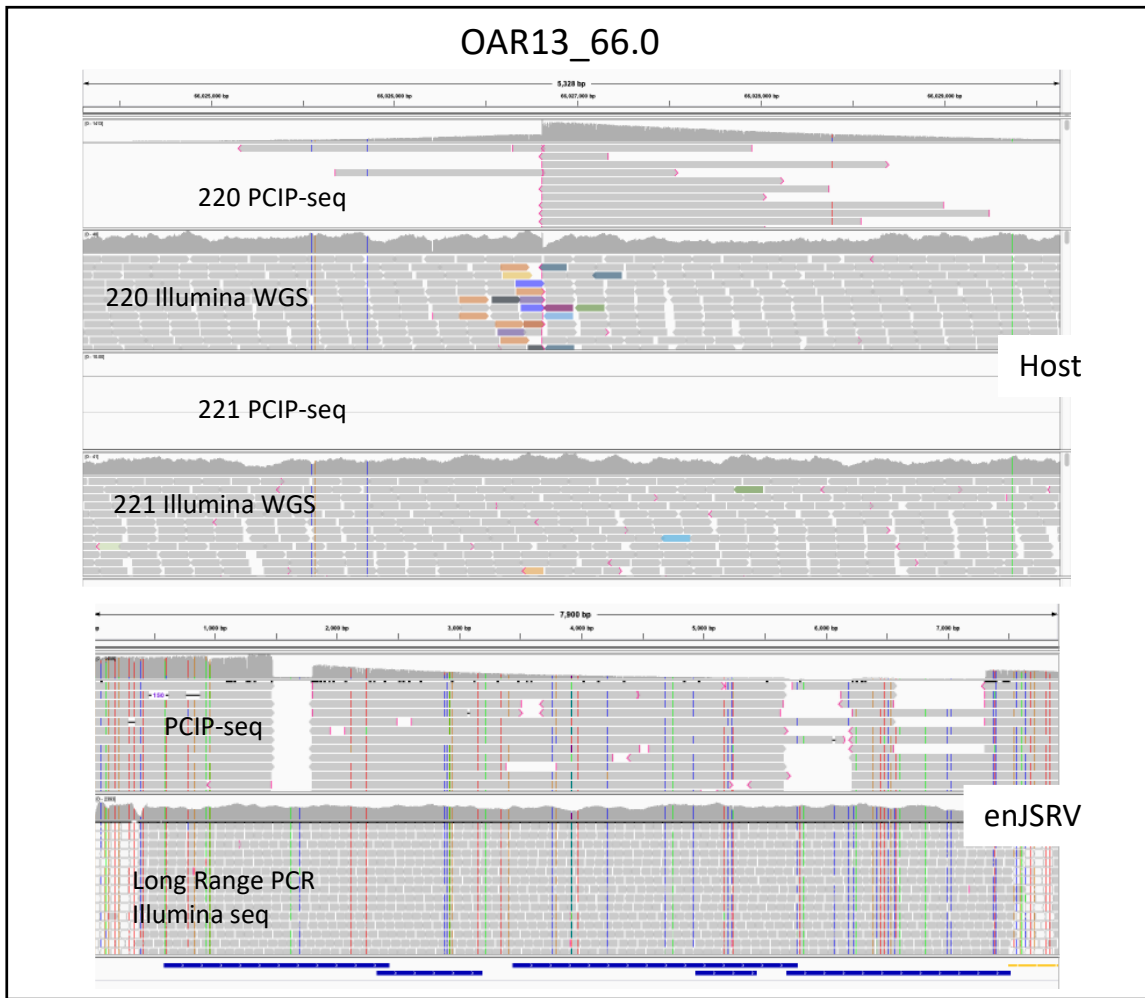 OAR13_66.0
5,328 bp
66,025,000 bp
66,026,000 bp
66,027,000 bp
66,028,000 bp
66,029,000 bp
220 PCIP-seq
220 Illumina WGS
Host
221 PCIP-seq
221 Illumina WGS
7,900 bp
1,000 bp
2,000 bp
3,000 bp
4,000 bp
5,000 bp
6,000 bp
7,000 bp
150
PCIP-seq
enJSRV
Long Range PCR
Illumina seq